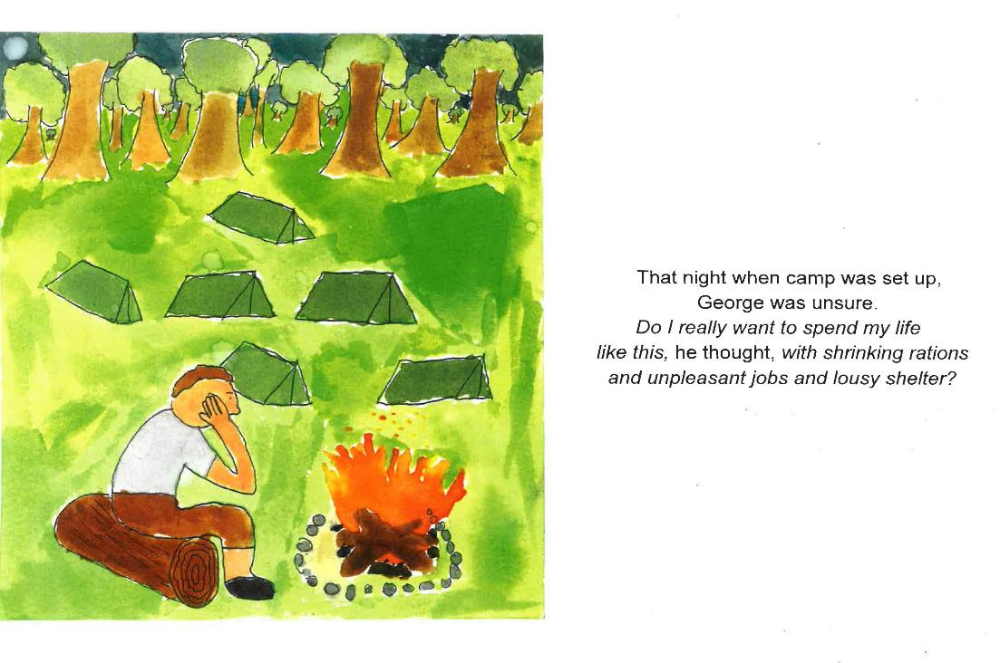 That night when camp was set up,
George was unsure.
Do I really want to spend my life
like this, he thought, with shrinking rations
and unpleasant jobs and lousy shelter?